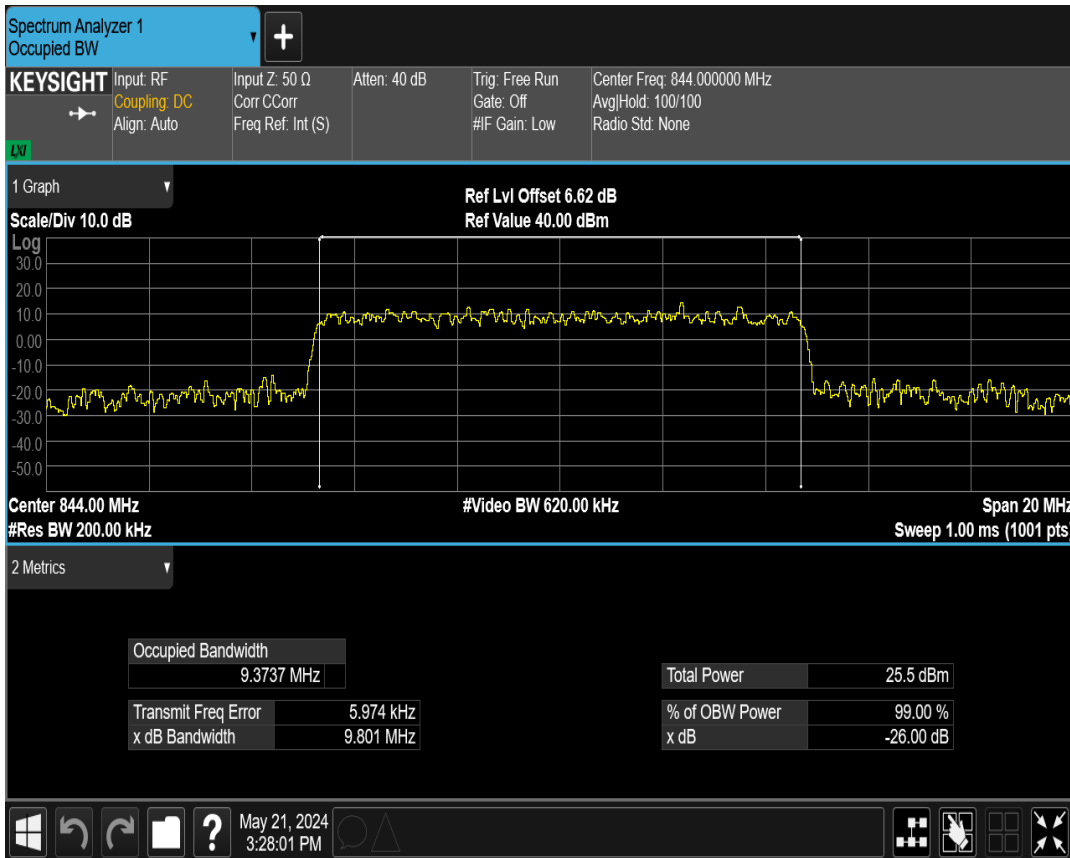 Spectrum Analyzer 1
Occupied BW
+
KEYSIGHT
LXI
Input: RF
Coupling: DC
Align: Auto
Input Z: 50 Ω
Corr CCorr
Freq Ref: Int (S)
Atten: 40 dB
Trig: Free Run
Gate: Off
#IF Gain: Low
Center Freq: 844.000000 MHz
Avg|Hold: 100/100
Radio Std: None
1 Graph
Scale/Div 10.0 dB
Ref Lvl Offset 6.62 dB
Ref Value 40.00 dBm
Log
30.0
20.0
10.0
0.00
-10.0
-20.0
-30.0
-40.0
-50.0
Center 844.00 MHz
#Video BW 620.00 kHz
Span 20 MHz
#Res BW 200.00 kHz
Sweep 1.00 ms (1001 pts)
2 Metrics
Occupied Bandwidth
9.3737 MHz
Total Power 25.5 dBm
Transmit Freq Error 5.974 kHz
% of OBW Power 99.00 %
x dB Bandwidth 9.801 MHz
x dB -26.00 dB
?
May 21, 2024
3:28:01 PM